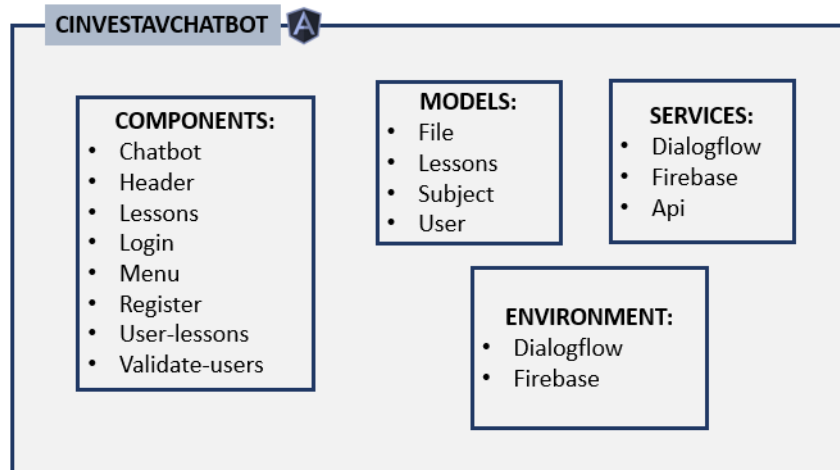 CINVESTAVCHATBOT
COMPONENTS:
• Chatbot
• Header
• Lessons
• Login
• Menu
• Register
• User-lessons
• Validate-users
MODELS:
• File
• Lessons
• Subject
• User
SERVICES:
• Dialogflow
• Firebase
• Api
ENVIRONMENT:
• Dialogflow
• Firebase